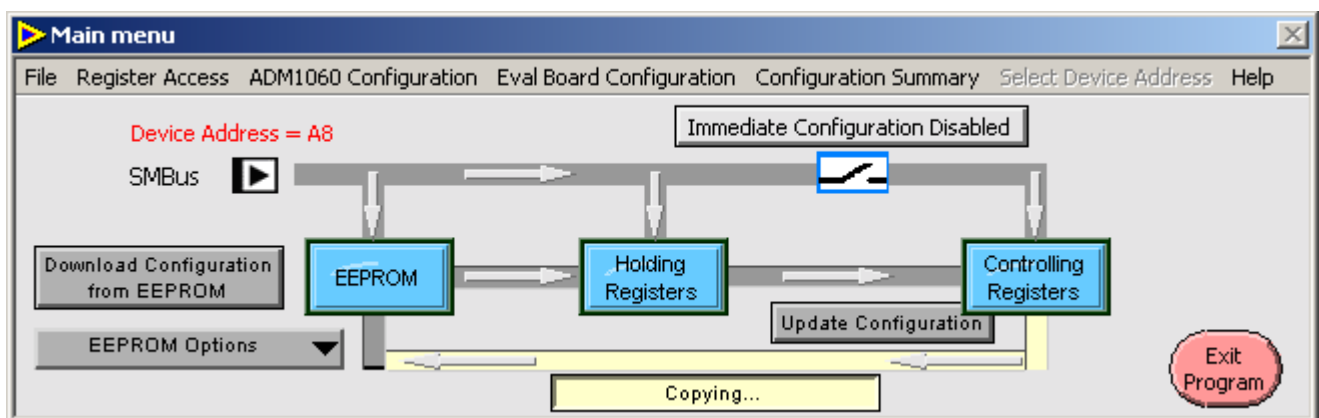 Main menu
File Register Access ADM1060 Configuration Eval Board Configuration Configuration Summary Select Device Address Help
Device Address = A8
Immediate Configuration Disabled
SMBus
Download Configuration
from EEPROM
EEPROM
Holding
Registers
Controlling
Registers
Update Configuration
EEPROM Options
Copying...
Exit
Program